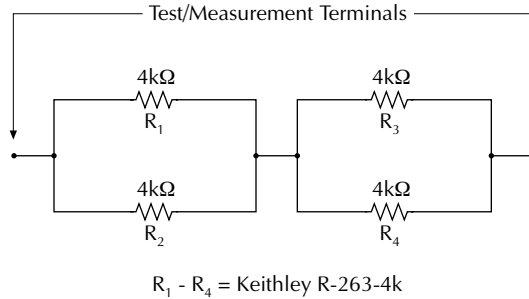 Test/Measurement Terminals
4kΩ
R₁
4kΩ
R₃
4kΩ
R₂
4kΩ
R₄
R₁ - R₄ = Keithley R-263-4k